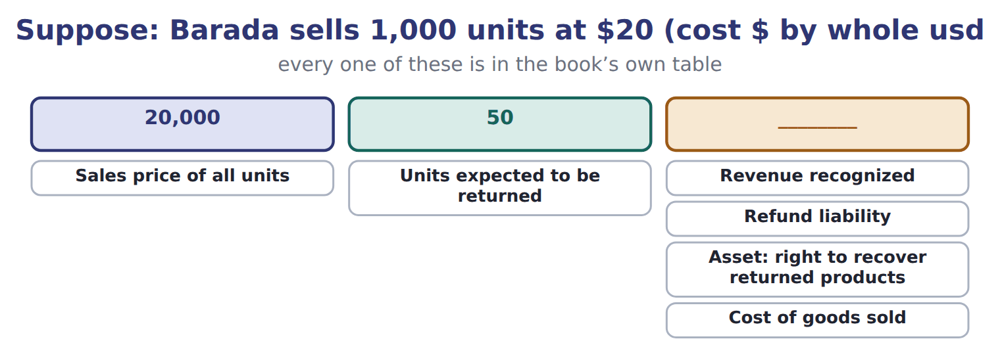 Suppose: Barada sells 1,000 units at $20 (cost $ by whole usd
every one of these is in the book’s own table
20,000
50
________
Sales price of all units
Units expected to be
returned
Revenue recognized
Refund liability
Asset: right to recover
returned products
Cost of goods sold